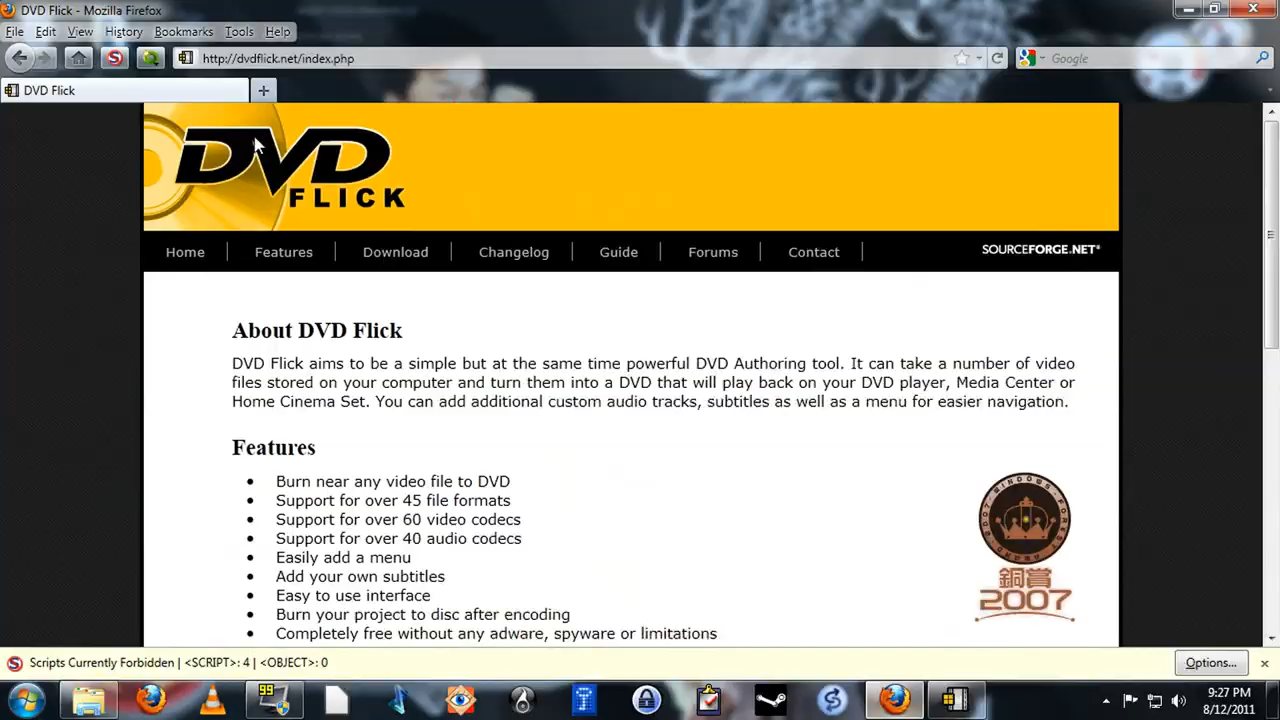 DVD Flick - Mozilla Firefox
File Edit View History Bookmarks Tools Help
http://dvdflick.net/index.php
Google
DVD Flick
DVD
FLICK
Home Features Download Changelog Guide Forums Contact SOURCEFORGE.NET®
About DVD Flick
DVD Flick aims to be a simple but at the same time powerful DVD Authoring tool. It can take a number of video
files stored on your computer and turn them into a DVD that will play back on your DVD player, Media Center or
Home Cinema Set. You can add additional custom audio tracks, subtitles as well as a menu for easier navigation.
Features
• Burn near any video file to DVD
• Support for over 45 file formats
• Support for over 60 video codecs
• Support for over 40 audio codecs
• Easily add a menu
• Add your own subtitles
• Easy to use interface
• Burn your project to disc after encoding
• Completely free without any adware, spyware or limitations
銅賞
2007
Scripts Currently Forbidden | <SCRIPT>: 4 | <OBJECT>: 0
Options...
99
9:27 PM
8/12/2011